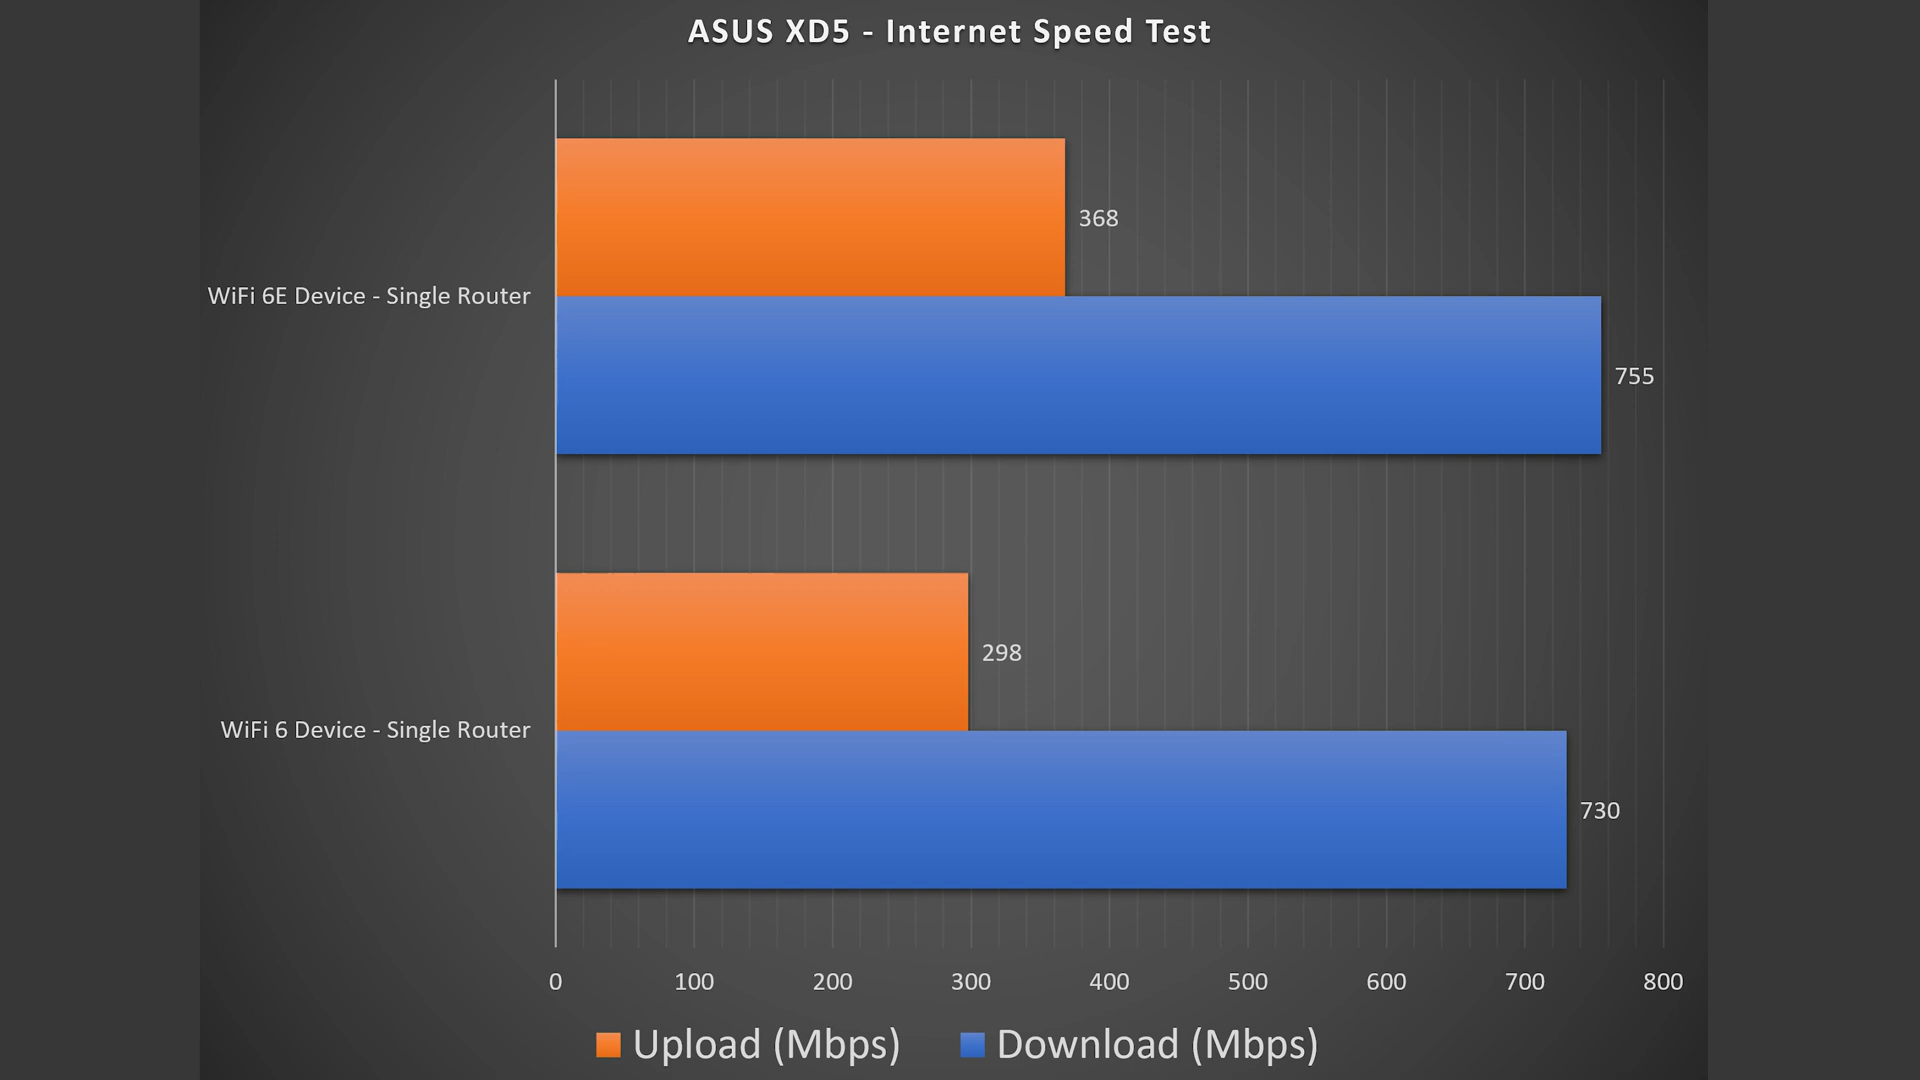 ASUS XD5 - Internet Speed Test
368
WiFi 6E Device - Single Router
755
298
WiFi 6 Device - Single Router
730
0 100 200 300 400 500 600 700 800
Upload (Mbps) Download (Mbps)